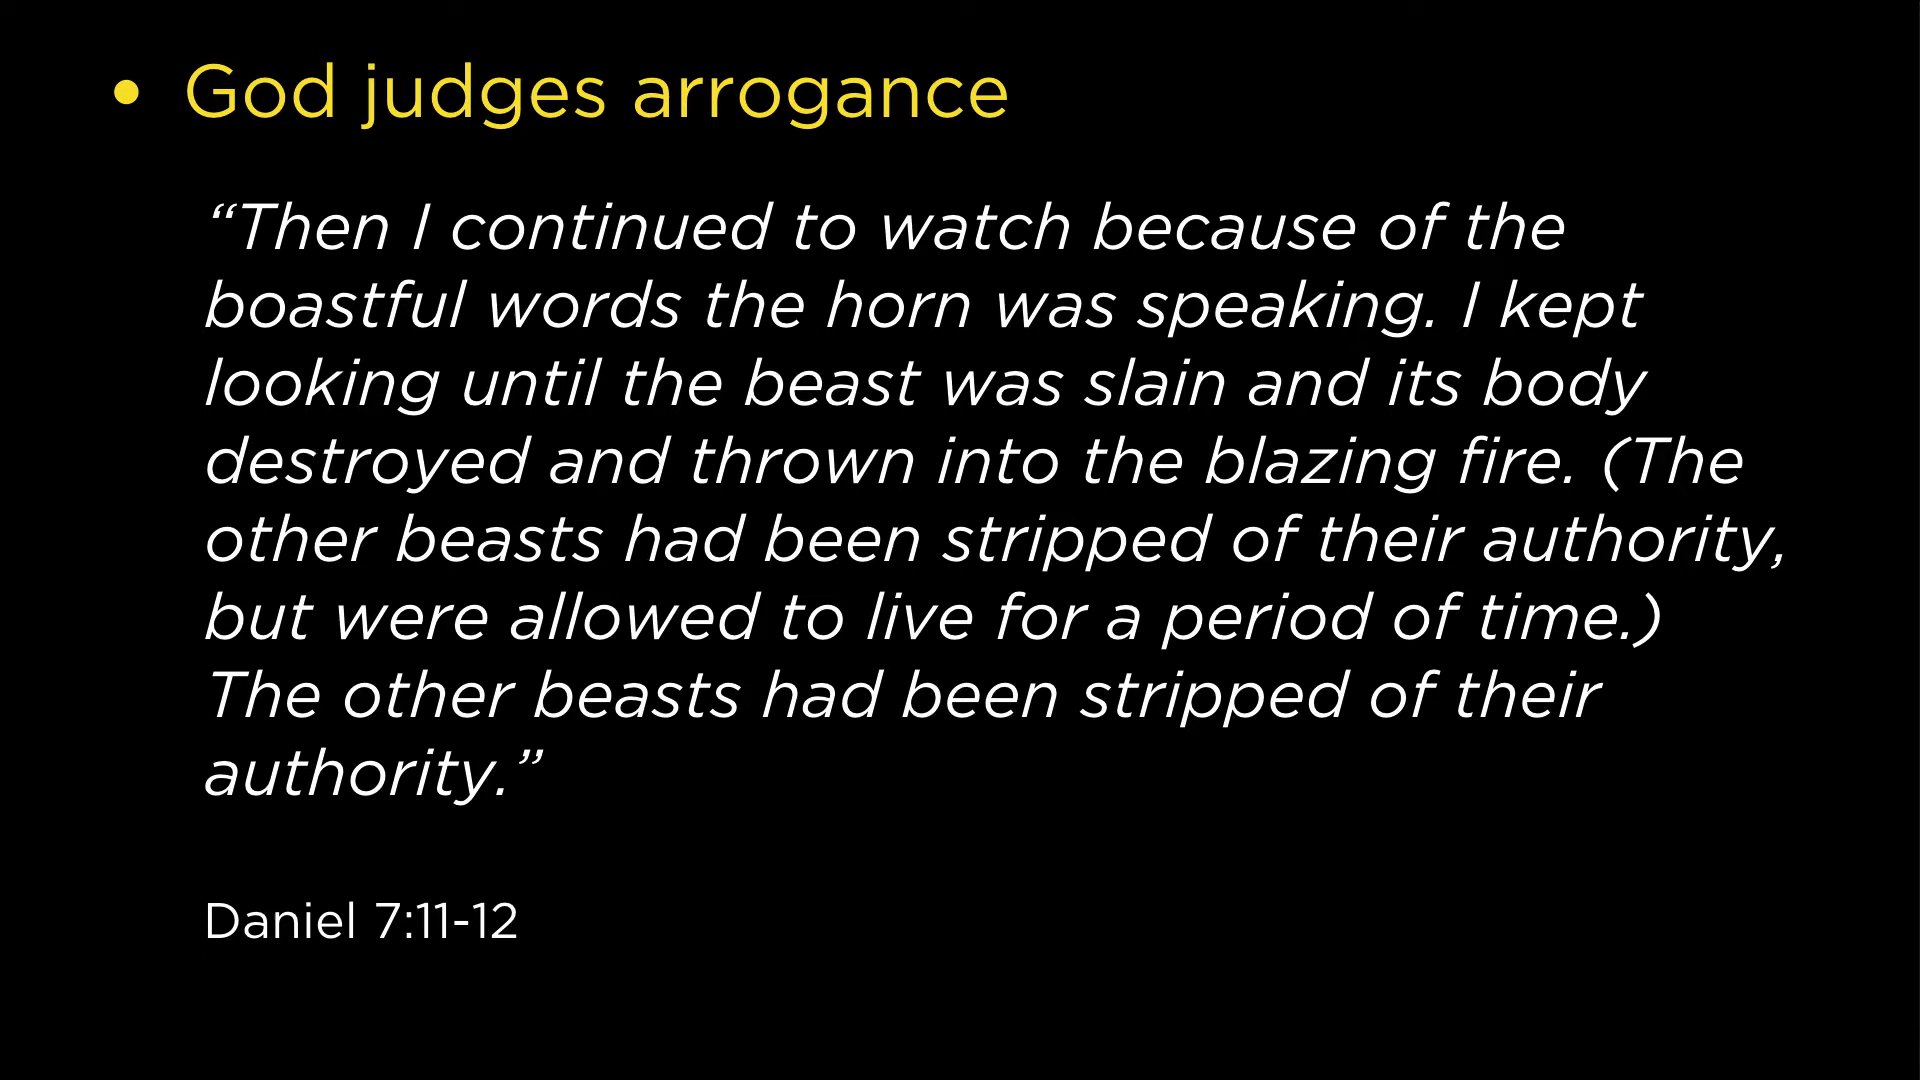 • God judges arrogance
“Then I continued to watch because of the
boastful words the horn was speaking. I kept
looking until the beast was slain and its body
destroyed and thrown into the blazing fire. (The
other beasts had been stripped of their authority,
but were allowed to live for a period of time.)
The other beasts had been stripped of their
authority.”
Daniel 7:11-12